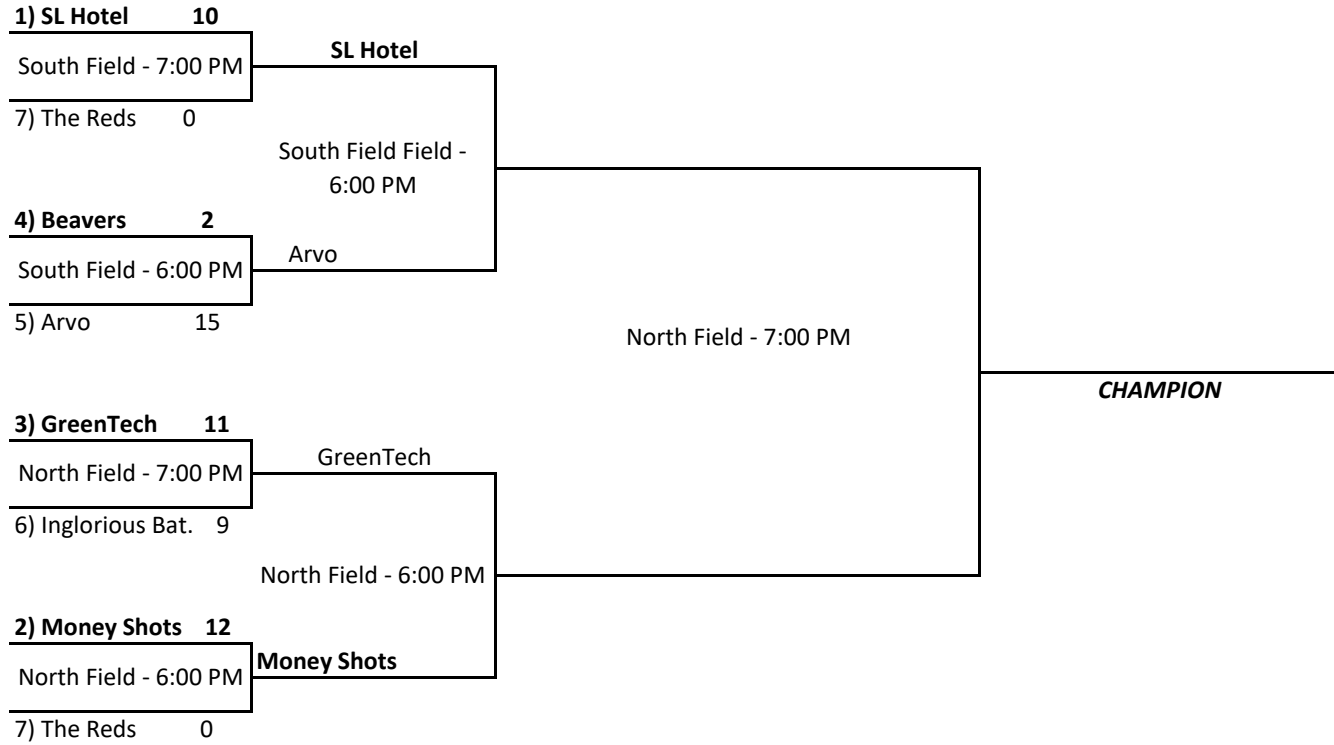 1) SL Hotel 10
South Field - 7:00 PM
7) The Reds 0
SL Hotel
South Field Field -
6:00 PM
4) Beavers 2
South Field - 6:00 PM
5) Arvo 15
Arvo
North Field - 7:00 PM
CHAMPION
3) GreenTech 11
North Field - 7:00 PM
6) Inglorious Bat. 9
GreenTech
North Field - 6:00 PM
2) Money Shots 12
North Field - 6:00 PM
7) The Reds 0
Money Shots